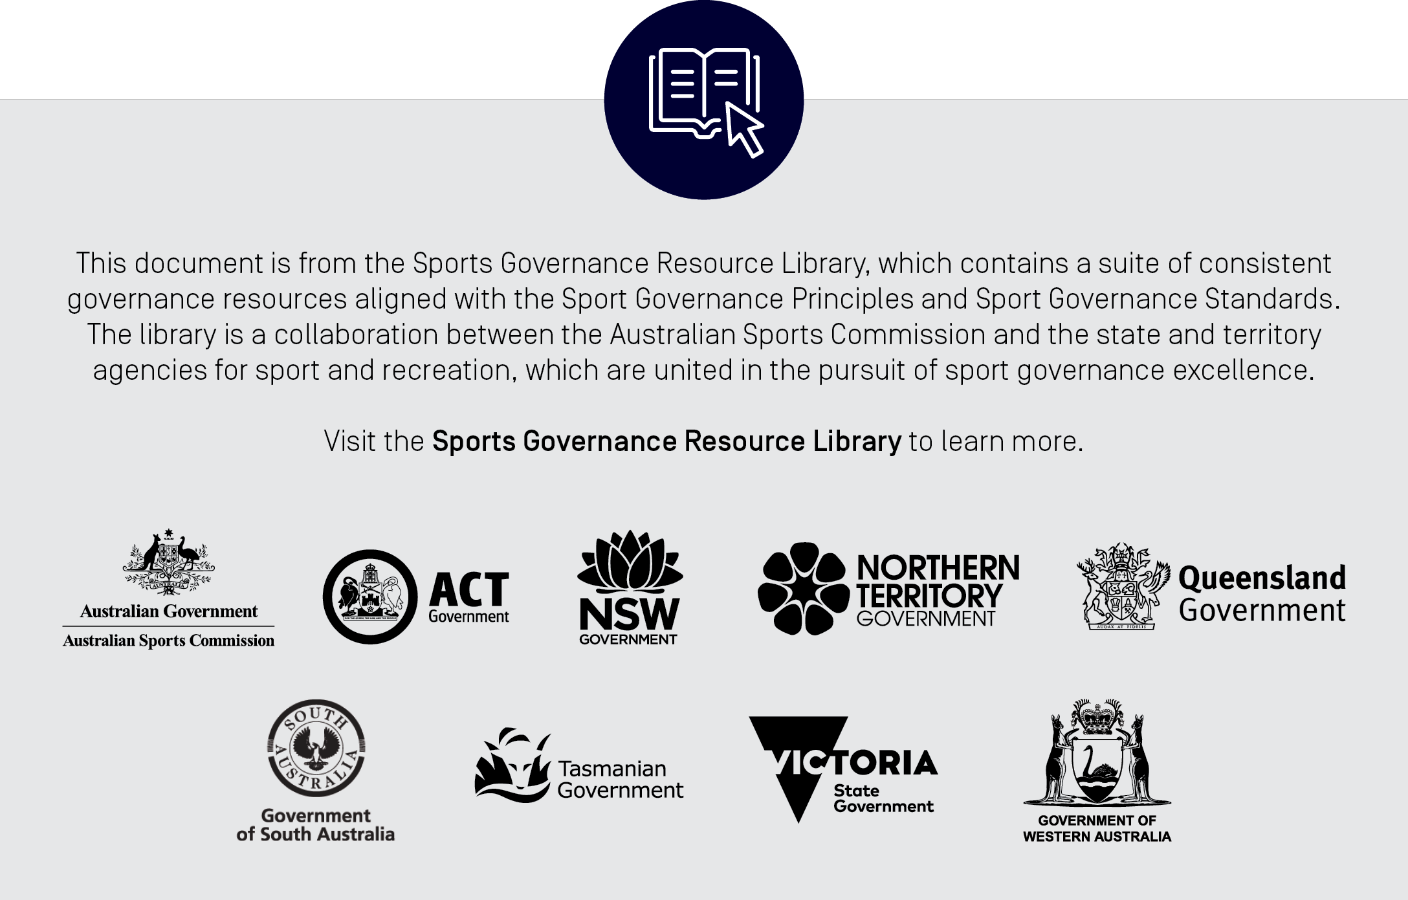 This document is from the Sports Governance Resource Library, which contains a suite of consistent
governance resources aligned with the Sport Governance Principles and Sport Governance Standards.
The library is a collaboration between the Australian Sports Commission and the state and territory
agencies for sport and recreation, which are united in the pursuit of sport governance excellence.
Visit the Sports Governance Resource Library to learn more.
Australian Government
Australian Sports Commission
ACT
Government
NSW
GOVERNMENT
NORTHERN
TERRITORY
GOVERNMENT
AUDAX AT FIDELIS
Queensland
Government
SOUTH
AUSTRALIA
Government
of South Australia
Tasmanian
Government
VICTORIA
State
Government
GOVERNMENT OF
WESTERN AUSTRALIA